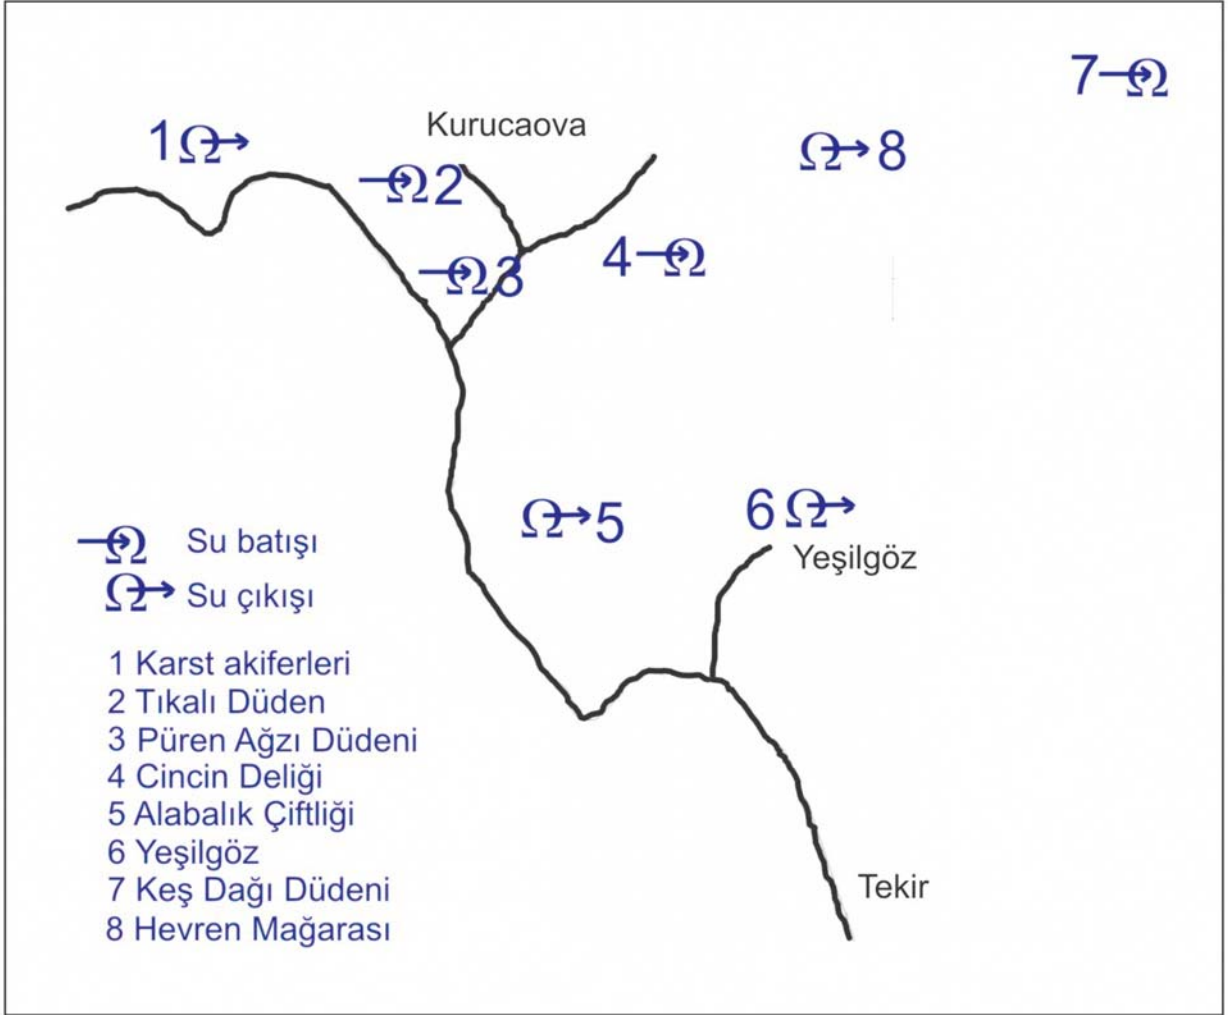 7
Kurucaova
1
8
2
4
3
5
6
Yeşilgöz
Su batışı
Su çıkışı
1 Karst akiferleri
2 Tıkalı Düden
3 Püren Ağzı Düdeni
4 Cincin Deliği
5 Alabalık Çiftliği
6 Yeşilgöz
7 Keş Dağı Düdeni
8 Hevren Mağarası
Tekir